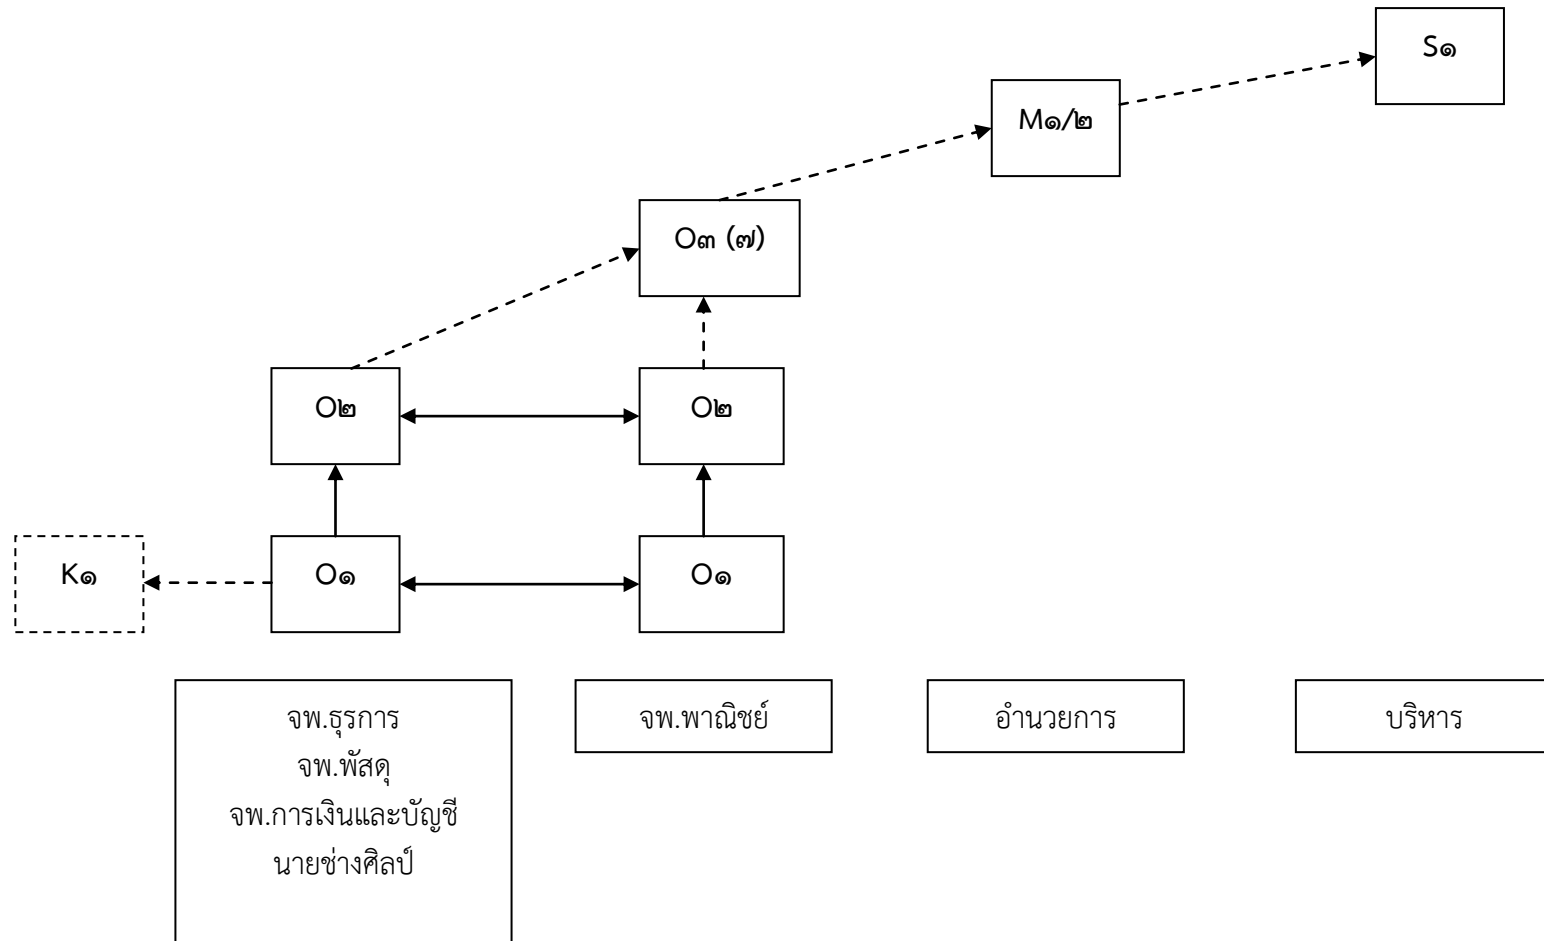 S๑
M๑/๒
O๓ (๗)
O๒
O๒
K๑
O๑
O๑
จพ.ธุรการ
จพ.พัสดุ
จพ.การเงินและบัญชี
นายช่างศิลป์
จพ.พาณิชย์
อำนวยการ
บริหาร